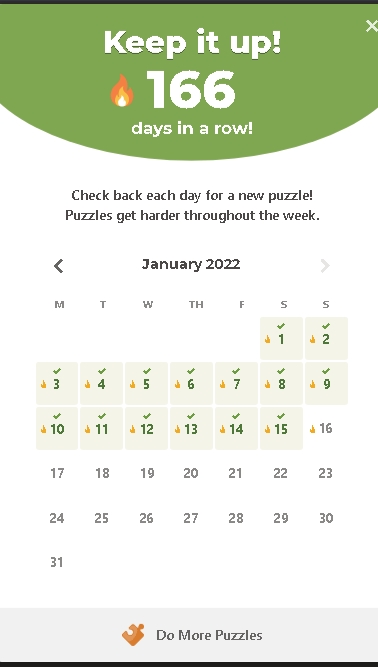 Keep it up!
166
days in a row!
Check back each day for a new puzzle!
Puzzles get harder throughout the week.
January 2022
M T W TH F S S
1 2
3 4 5 6 7 8 9
10 11 12 13 14 15 16
17 18 19 20 21 22 23
24 25 26 27 28 29 30
31
Do More Puzzles